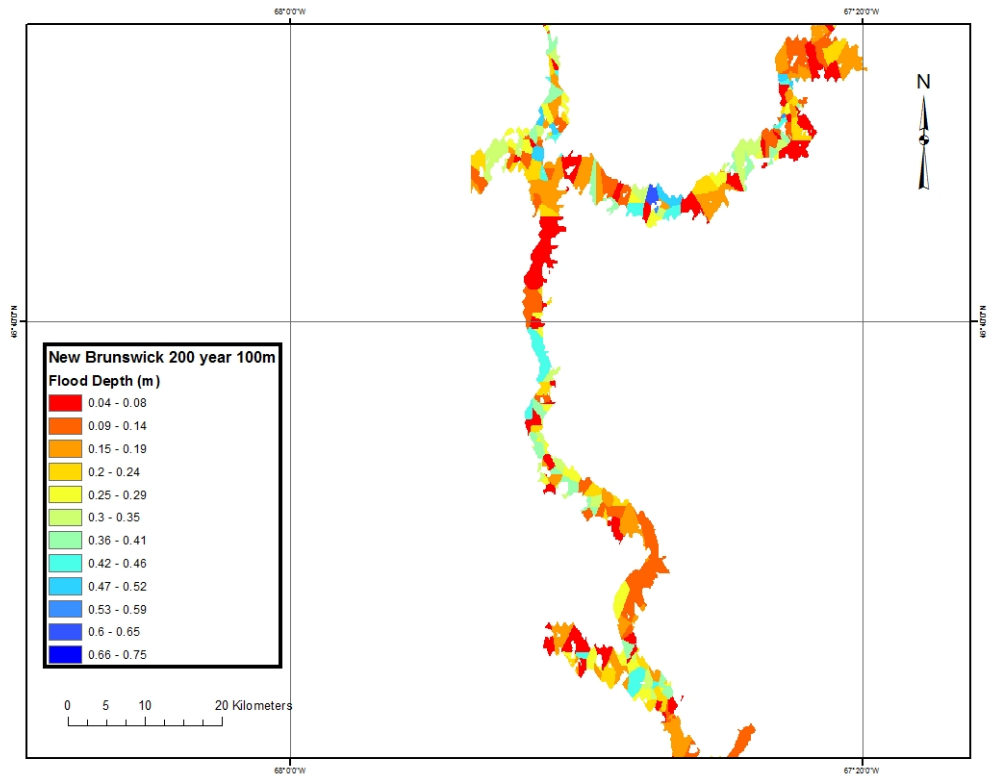 68°0'0"W 67°20'0"W
N
New Brunswick 200 year 100m
Flood Depth (m)
0.04 - 0.08
0.09 - 0.14
0.15 - 0.19
0.2 - 0.24
0.25 - 0.29
0.3 - 0.35
0.36 - 0.41
0.42 - 0.46
0.47 - 0.52
0.53 - 0.59
0.6 - 0.65
0.66 - 0.75
0 5 10 20 Kilometers
68°0'0"W 67°20'0"W